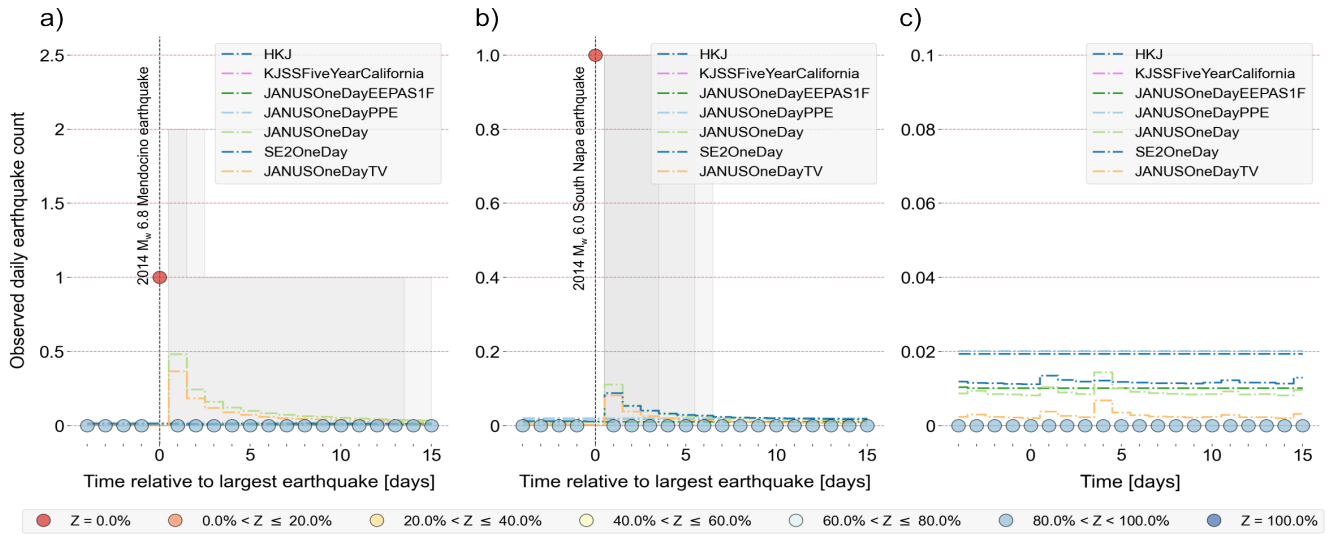 a)
b)
c)
Observed daily earthquake count
2.5
2
1.5
1
0.5
0
2014 Mw 6.8 Mendocino earthquake
HKJ
KJSSFiveYearCalifornia
JANUSOneDayEEPAS1F
JANUSOneDayPPE
JANUSOneDay
SE2OneDay
JANUSOneDayTV
0
5
10
15
Time relative to largest earthquake [days]
1.0
0.8
0.6
0.4
0.2
0.0
2014 Mw 6.0 South Napa earthquake
HKJ
KJSSFiveYearCalifornia
JANUSOneDayEEPAS1F
JANUSOneDayPPE
JANUSOneDay
SE2OneDay
JANUSOneDayTV
0
5
10
15
Time relative to largest earthquake [days]
0.1
0.08
0.06
0.04
0.02
0
HKJ
KJSSFiveYearCalifornia
JANUSOneDayEEPAS1F
JANUSOneDayPPE
JANUSOneDay
SE2OneDay
JANUSOneDayTV
0
5
10
15
Time [days]
Z = 0.0%
0.0% < Z ≤ 20.0%
20.0% < Z ≤ 40.0%
40.0% < Z ≤ 60.0%
60.0% < Z ≤ 80.0%
80.0% < Z < 100.0%
Z = 100.0%